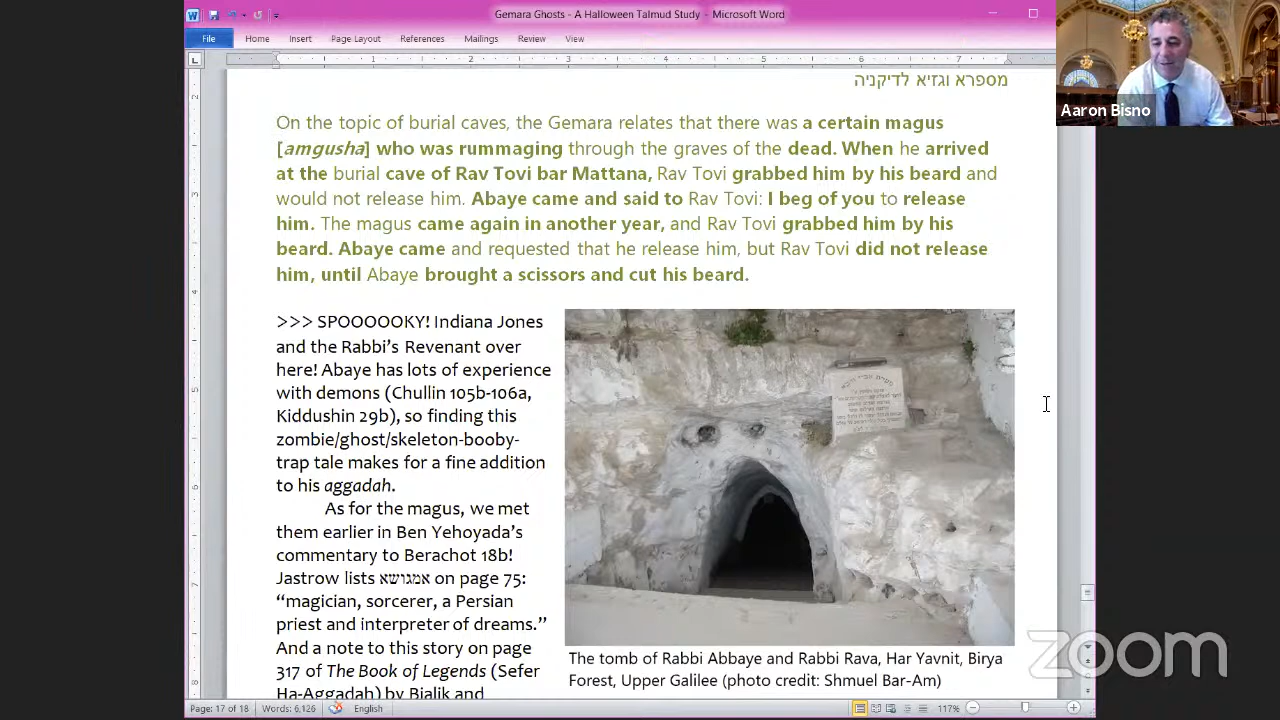 Gemara Ghosts - A Halloween Talmud Study - Microsoft Word
File Home Insert Page Layout References Mailings Review View
מספרא וגזיא לדיקניה
Aaron Bisno
On the topic of burial caves, the Gemara relates that there was a certain magus
[amgusha] who was rummaging through the graves of the dead. When he arrived
at the burial cave of Rav Tovi bar Mattana, Rav Tovi grabbed him by his beard and
would not release him. Abaye came and said to Rav Tovi: I beg of you to release
him. The magus came again in another year, and Rav Tovi grabbed him by his
beard. Abaye came and requested that he release him, but Rav Tovi did not release
him, until Abaye brought a scissors and cut his beard.
>>> SPOOOOOKY! Indiana Jones
and the Rabbi’s Revenant over
here! Abaye has lots of experience
with demons (Chullin 105b-106a,
Kiddushin 29b), so finding this
zombie/ghost/skeleton-booby-
trap tale makes for a fine addition
to his aggadah.
As for the magus, we met
them earlier in Ben Yehoyada’s
commentary to Berachot 18b!
Jastrow lists אמגושא on page 75:
“magician, sorcerer, a Persian
priest and interpreter of dreams.”
And a note to this story on page
317 of The Book of Legends (Sefer
Ha-Aggadah) by Bialik and
The tomb of Rabbi Abbaye and Rabbi Rava, Har Yavnit, Birya
Forest, Upper Galilee (photo credit: Shmuel Bar-Am)
zoom
Page: 17 of 18 Words: 6,126 English 117%